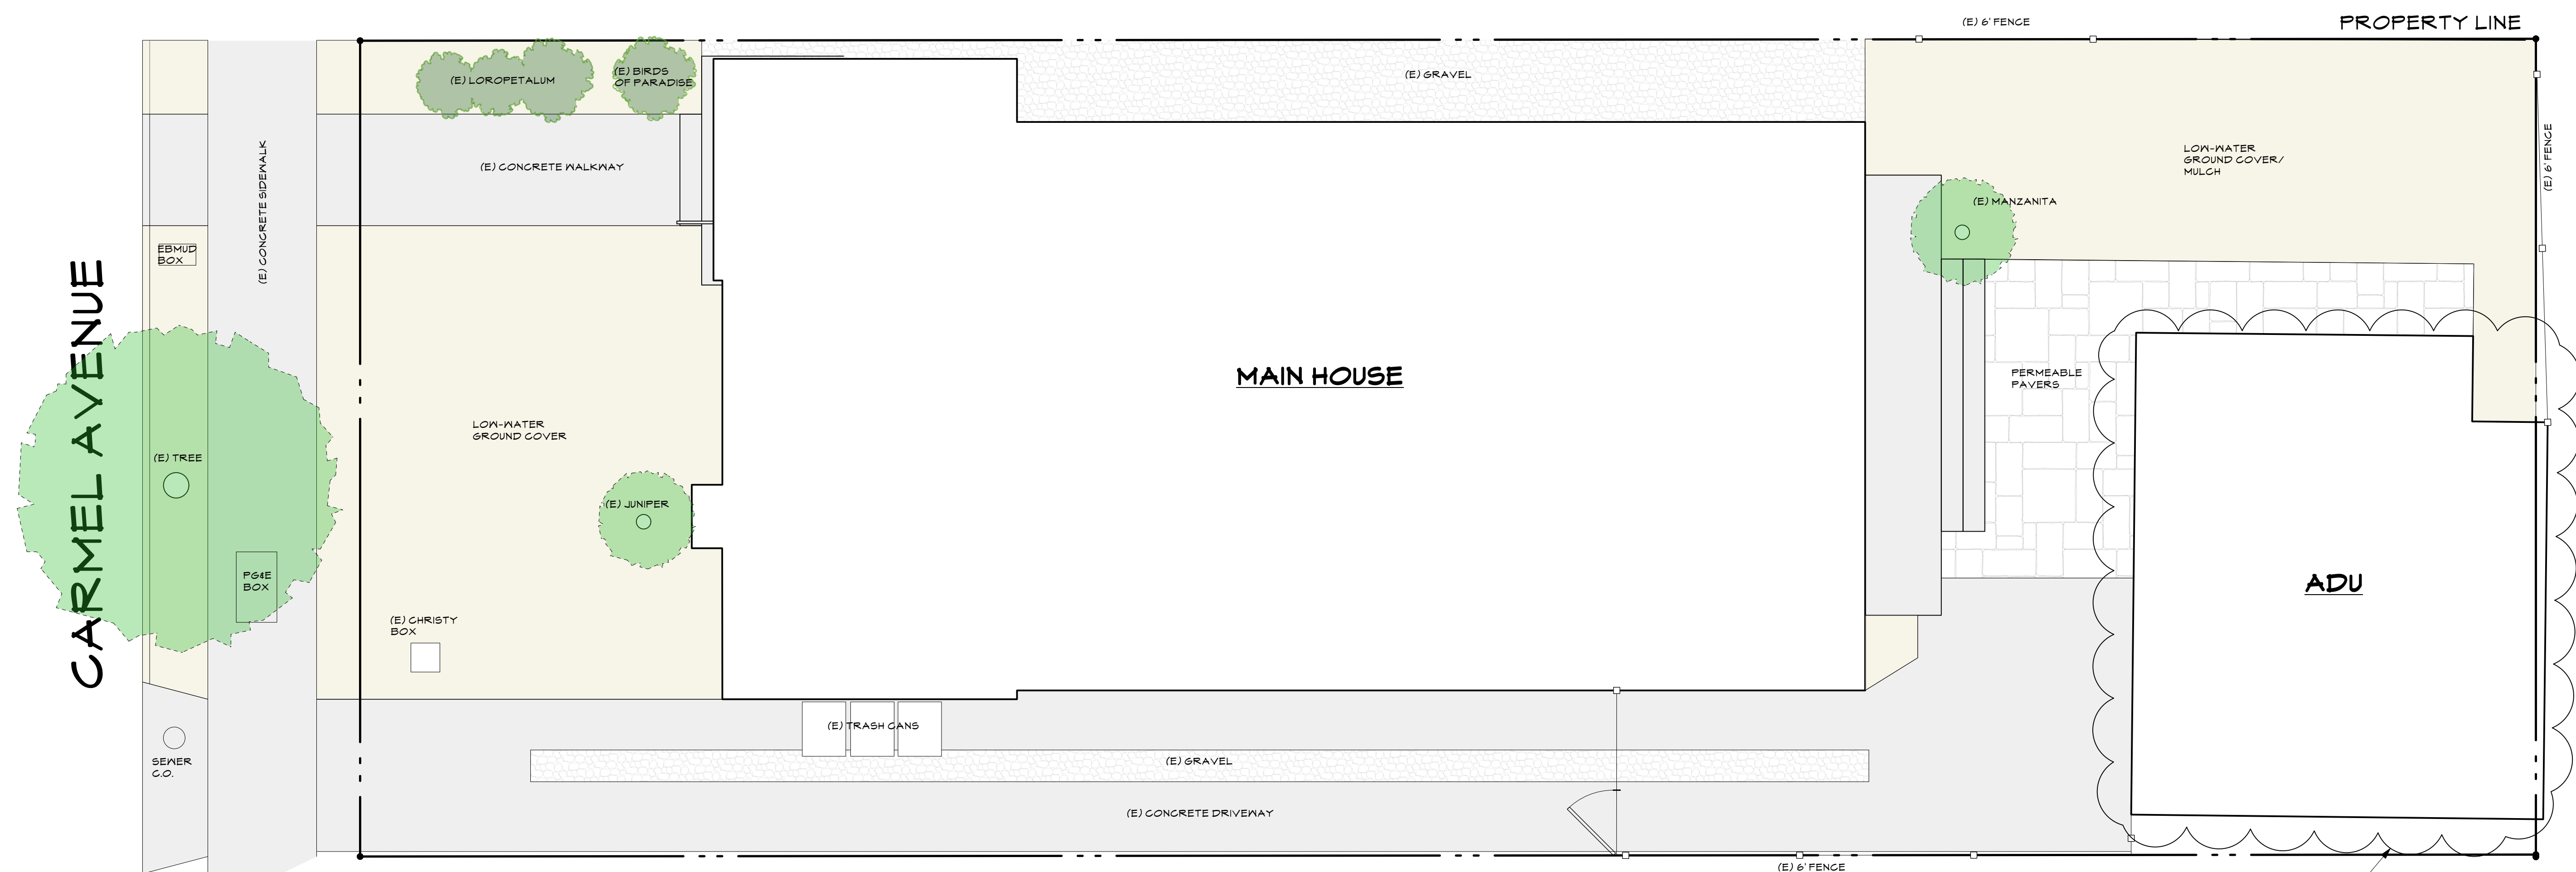 (E) 6' FENCE
PROPERTY LINE
(E) LOROPETALUM
(E) BIRDS
OF PARADISE
(E) GRAVEL
(E) CONCRETE WALKWAY
(E) CONCRETE SIDEWALK
LOW-WATER
GROUND COVER/
MULCH
(E) 6' FENCE
(E) MANZANITA
EBMUD
BOX
CARMEL AVENUE
MAIN HOUSE
PERMEABLE
PAVERS
LOW-WATER
GROUND COVER
(E) TREE
(E) JUNIPER
PG&E
BOX
ADU
(E) CHRISTY
BOX
(E) TRASH CANS
SEWER
C.O.
(E) GRAVEL
(E) CONCRETE DRIVEWAY
(E) 6' FENCE